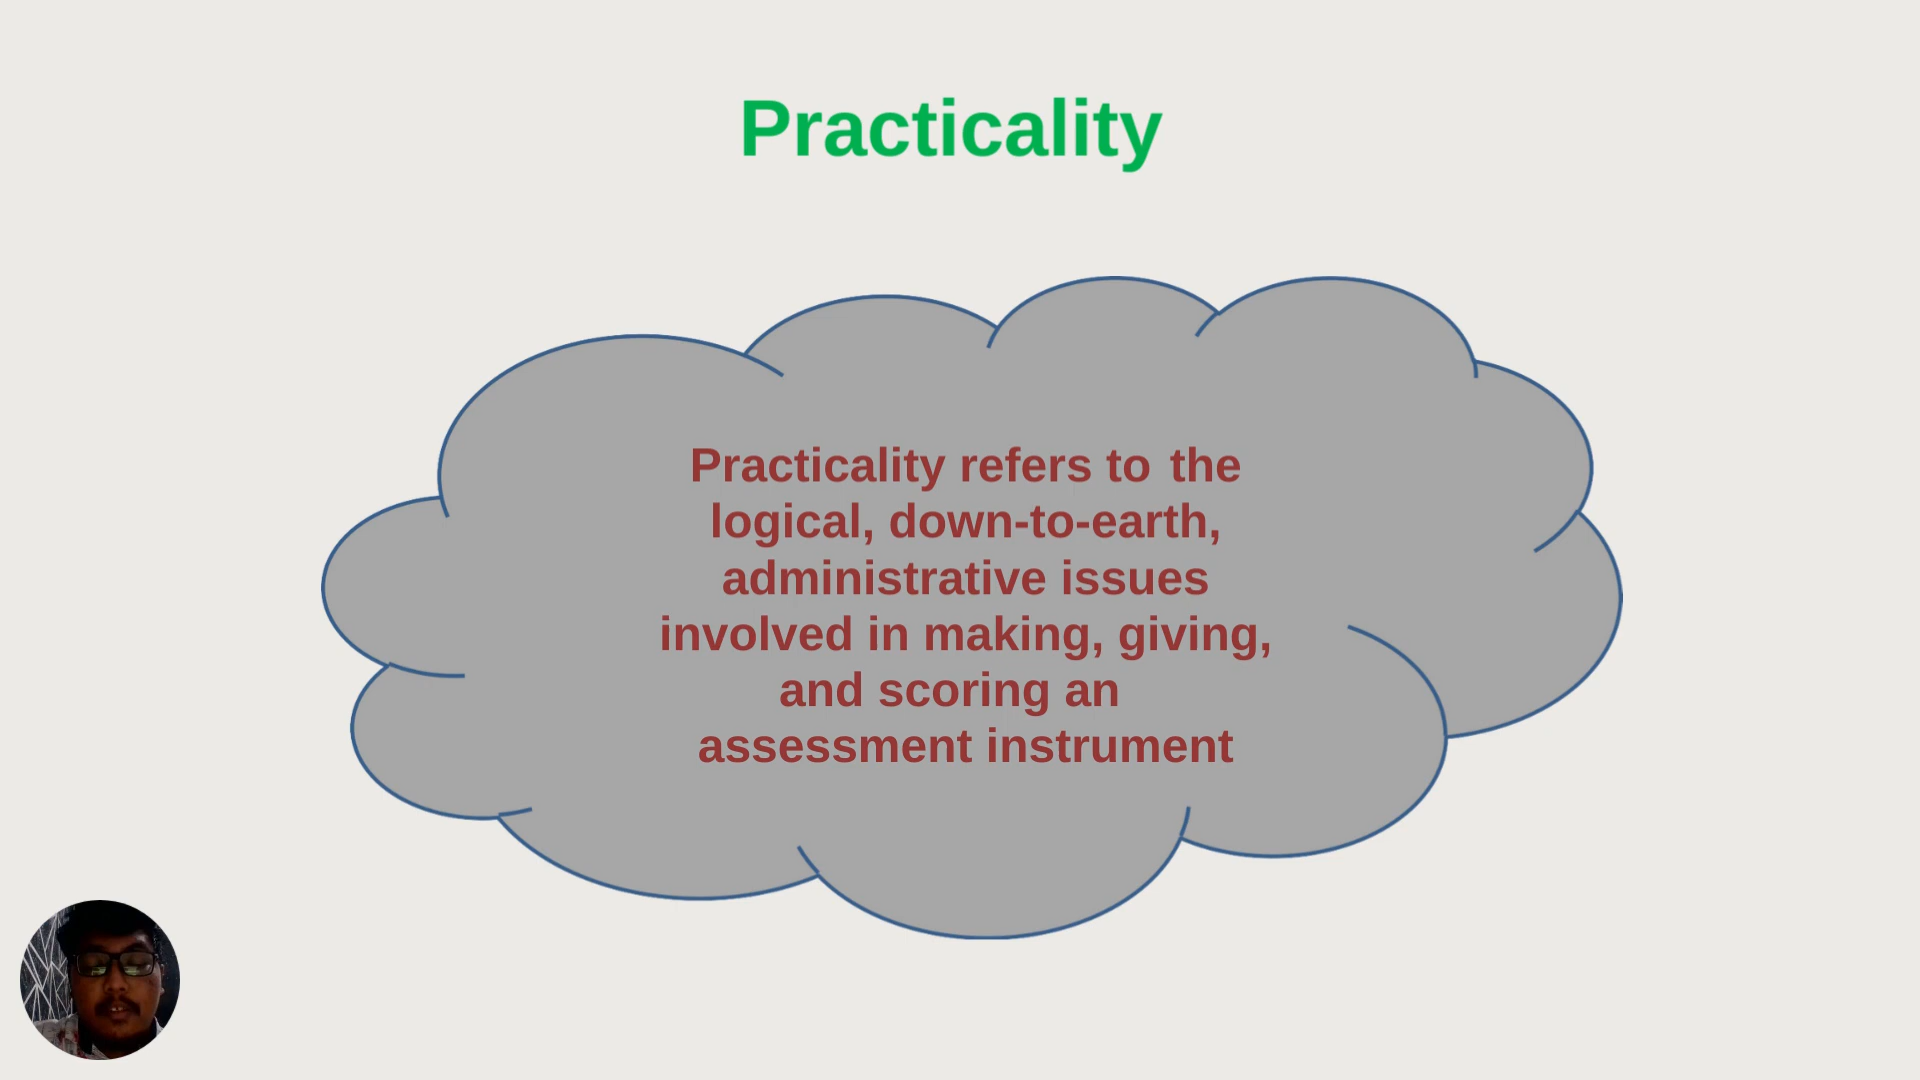 Practicality
Practicality refers to the
logical, down-to-earth,
administrative issues
involved in making, giving,
and scoring an
assessment instrument